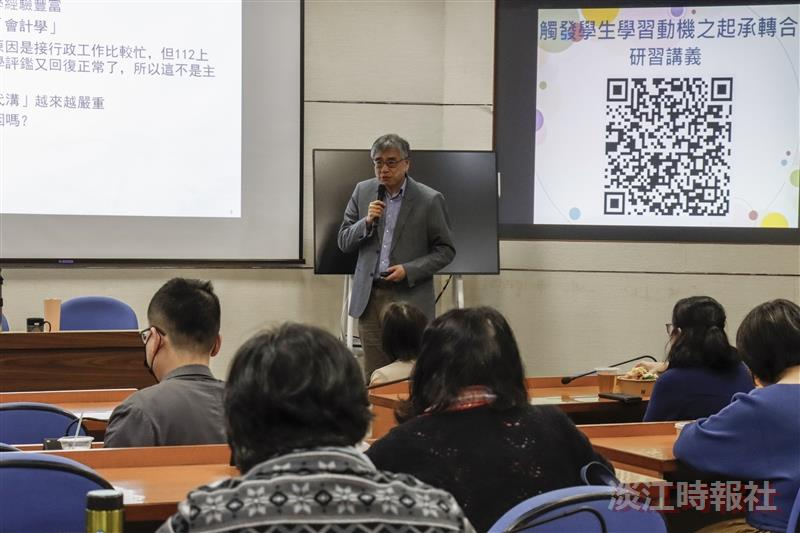 學經驗豐富
「會計學」
原因是接行政工作比較忙，但112上
學評鑑又回復正常了，所以這不是主
代溝」越來越嚴重
因嗎？
觸發學生學習動機之起承轉合
研習講義
淡江時報社